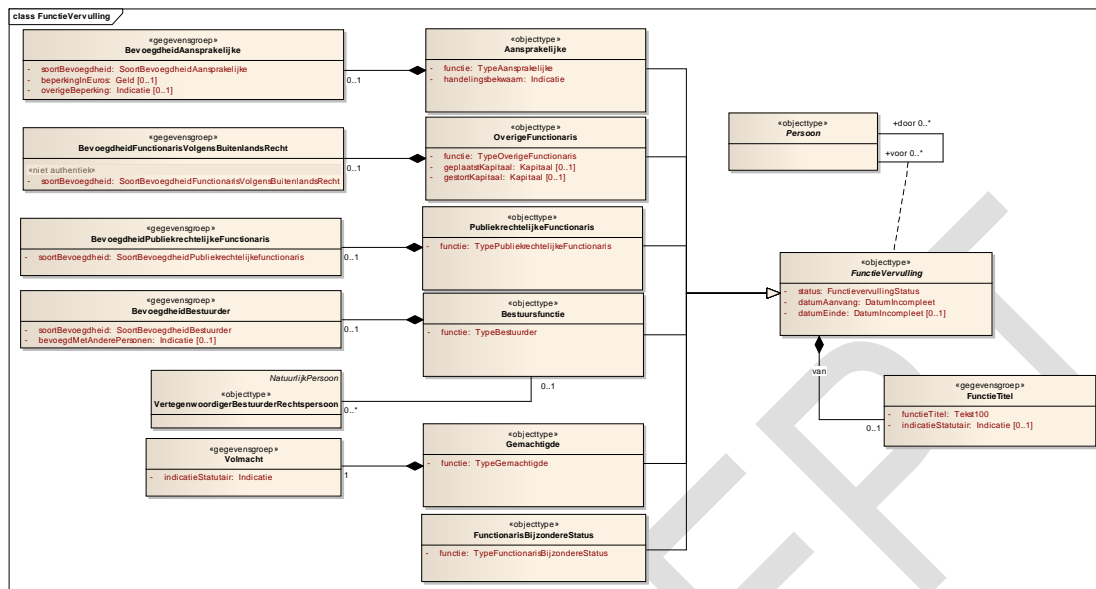 class FunctieVervulling
«gegevensgroep»
BevoegdheidAansprakelijke
- soortBevoegdheid: SoortBevoegdheidAansprakelijke
- beperkingInEuros: Geld [0..1]
- overigeBeperking: Indicatie [0..1]
0..1
«objecttype»
Aansprakelijke
- functie: TypeAansprakelijke
- handelingsbekwaam: Indicatie
«gegevensgroep»
BevoegdheidFunctionarisVolgensBuitenlandsRecht
«niet authentiek»
- soortBevoegdheid: SoortBevoegdheidFunctionarisVolgensBuitenlandsRecht
0..1
«objecttype»
OverigeFunctionaris
- functie: TypeOverigeFunctionaris
- geplaatstKapitaal: Kapitaal [0..1]
- gestortKapitaal: Kapitaal [0..1]
«gegevensgroep»
BevoegdheidPubliekrechtelijkeFunctionaris
- soortBevoegdheid: SoortBevoegdheidPubliekrechtelijkefunctionaris
0..1
«objecttype»
PubliekrechtelijkeFunctionaris
- functie: TypePubliekrechtelijkeFunctionaris
«gegevensgroep»
BevoegdheidBestuurder
- soortBevoegdheid: SoortBevoegdheidBestuurder
- bevoegdMetAnderePersonen: Indicatie [0..1]
0..1
«objecttype»
Bestuursfunctie
- functie: TypeBestuurder
0..1
NatuurlijkPersoon
«objecttype»
VertegenwoordigerBestuurderRechtspersoon
0..*
«gegevensgroep»
Volmacht
- indicatieStatutair: Indicatie
1
«objecttype»
Gemachtigde
- functie: TypeGemachtigde
«objecttype»
FunctionarisBijzondereStatus
- functie: TypeFunctionarisBijzondereStatus
«objecttype»
Persoon
+door 0..*
+voor 0..*
«objecttype»
FunctieVervulling
- status: FunctievervullingStatus
- datumAanvang: DatumIncompleet
- datumEinde: DatumIncompleet [0..1]
van
0..1
«gegevensgroep»
FunctieTitel
- functieTitel: Tekst100
- indicatieStatutair: Indicatie [0..1]